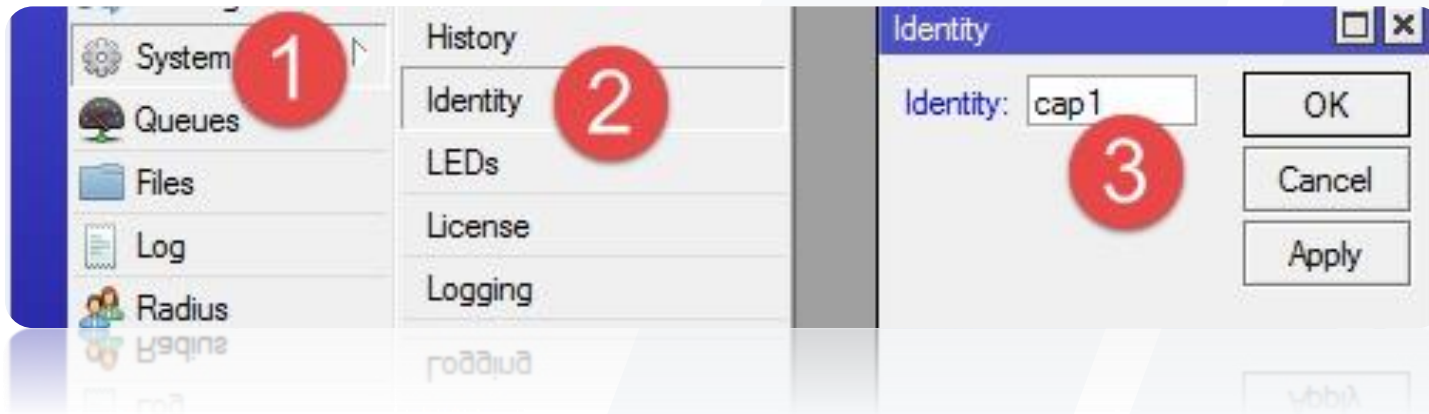 System
Queues
Files
Log
Radius
1
History
Identity
LEDs
License
Logging
2
Identity
Identity: cap1
3
OK
Cancel
Apply